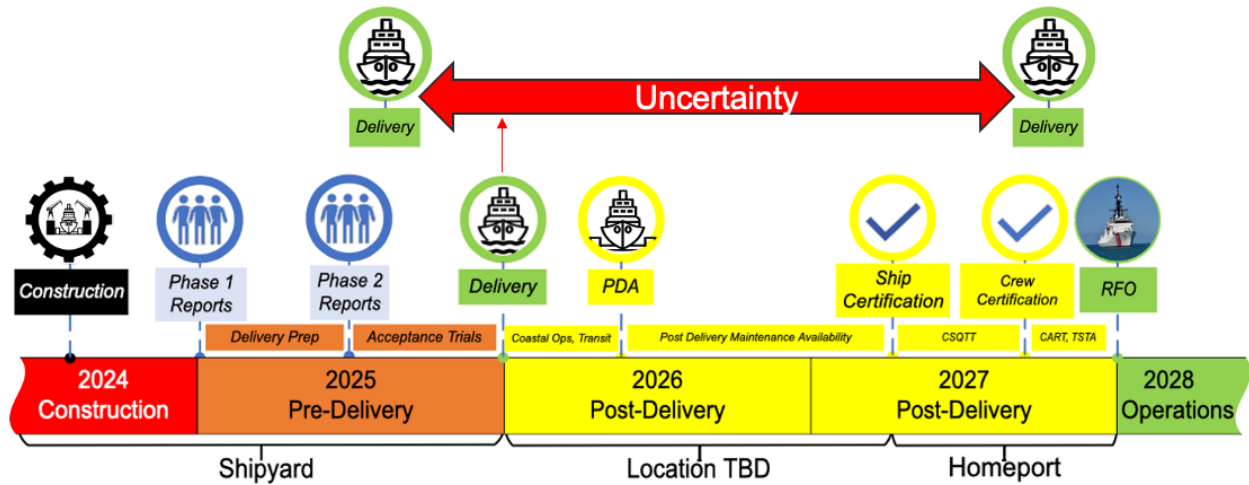 Uncertainty
Delivery
Delivery
Construction
Phase 1
Reports
Phase 2
Reports
Delivery
PDA
Ship
Certification
Crew
Certification
RFO
Delivery Prep
Acceptance Trials
Coastal Ops, Transit
Post Delivery Maintenance Availability
CSQTT
CART, TSTA
2024
Construction
2025
Pre-Delivery
2026
Post-Delivery
2027
Post-Delivery
2028
Operations
Shipyard
Location TBD
Homeport